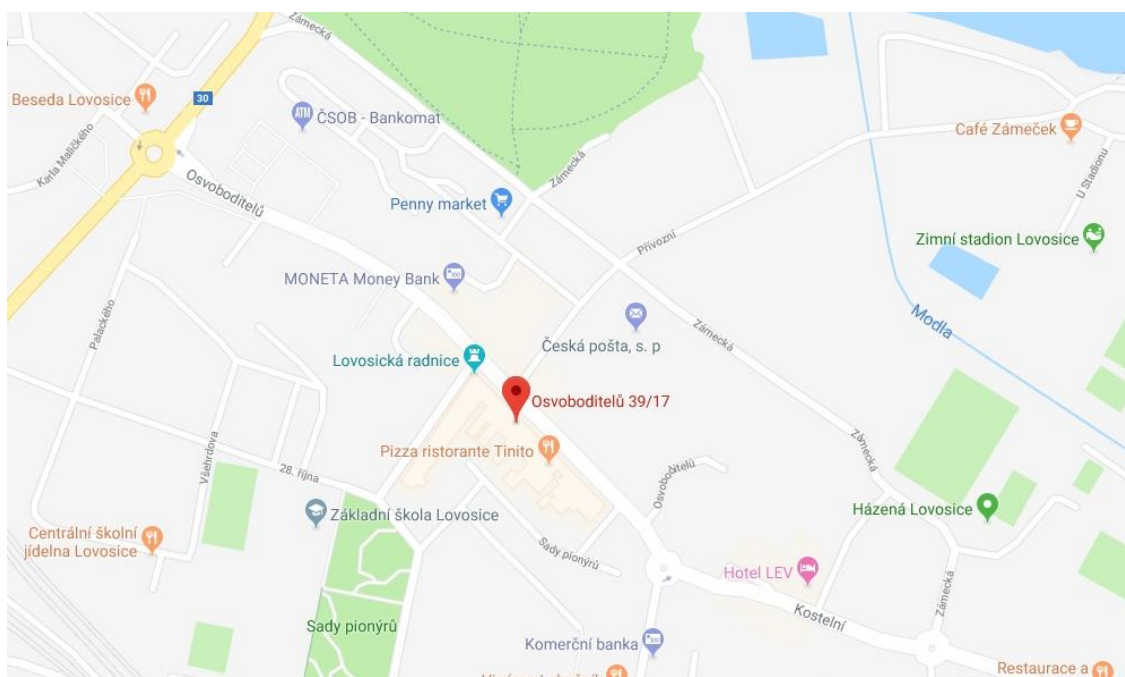 Zámecká
Beseda Lovosice
30
ATM
ČSOB - Bankomat
Karla Maličkého
Café Zámeček
Osvoboditelů
Zámecká
U Stadionu
Penny market
Přívozní
Zimní stadion Lovosice
MONETA Money Bank
Palackého
Modla
Česká pošta, s. p
Zámecká
Lovosická radnice
Osvoboditelů 39/17
Pizza ristorante Tinito
Zámecká
Všehrdova
28. října
Osvoboditelů
Základní škola Lovosice
Házená Lovosice
Centrální školní
jídelna Lovosice
Sady pionýrů
Hotel LEV
Zámecká
Kostelní
Sady pionýrů
Komerční banka
Restaurace a